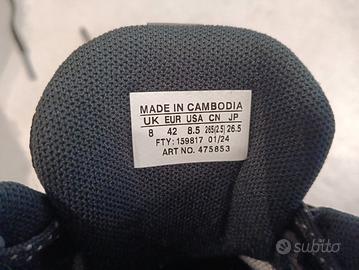 MADE IN CAMBODIA
UK EUR USA CN JP
8 42 8.5 265(2.5) 26.5
FTY: 159817 01/24
ART NO. 475853
subito